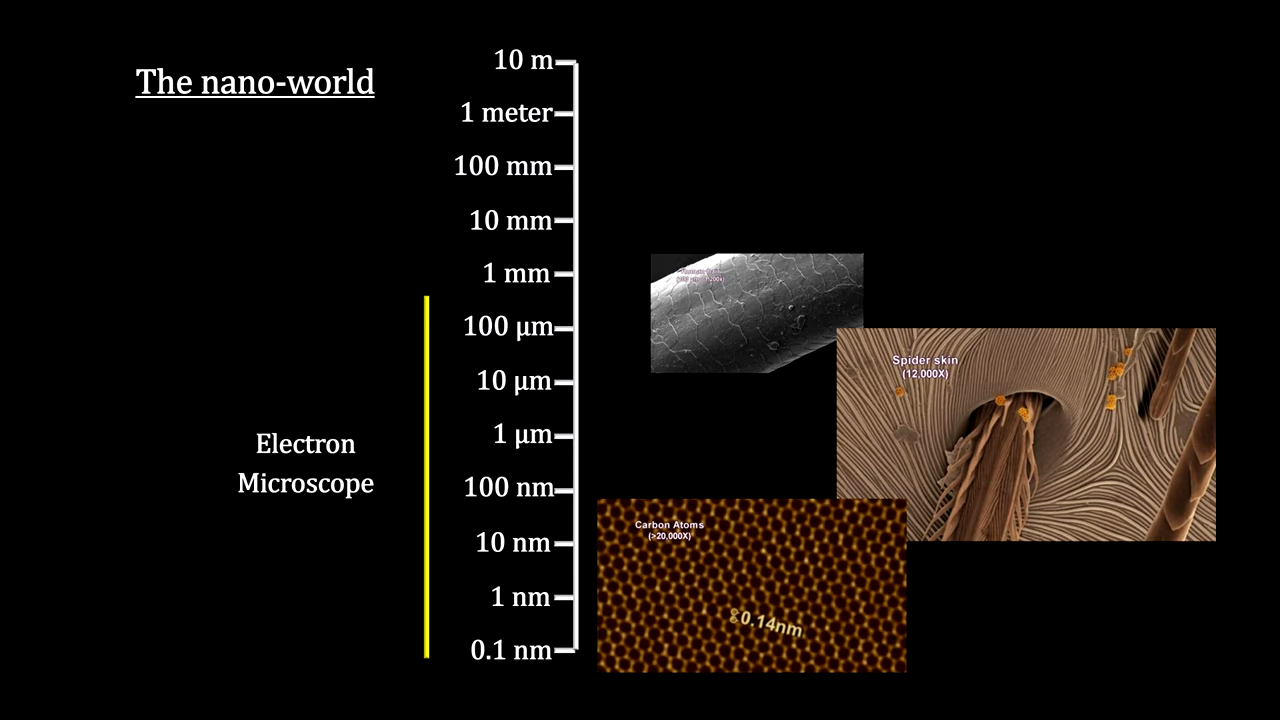 The nano-world
10 m
1 meter
100 mm
10 mm
1 mm
100 µm
10 µm
1 µm
100 nm
10 nm
1 nm
0.1 nm
Electron
Microscope
Spider skin
(12,000X)
Carbon Atoms
(>20,000X)
0.14nm